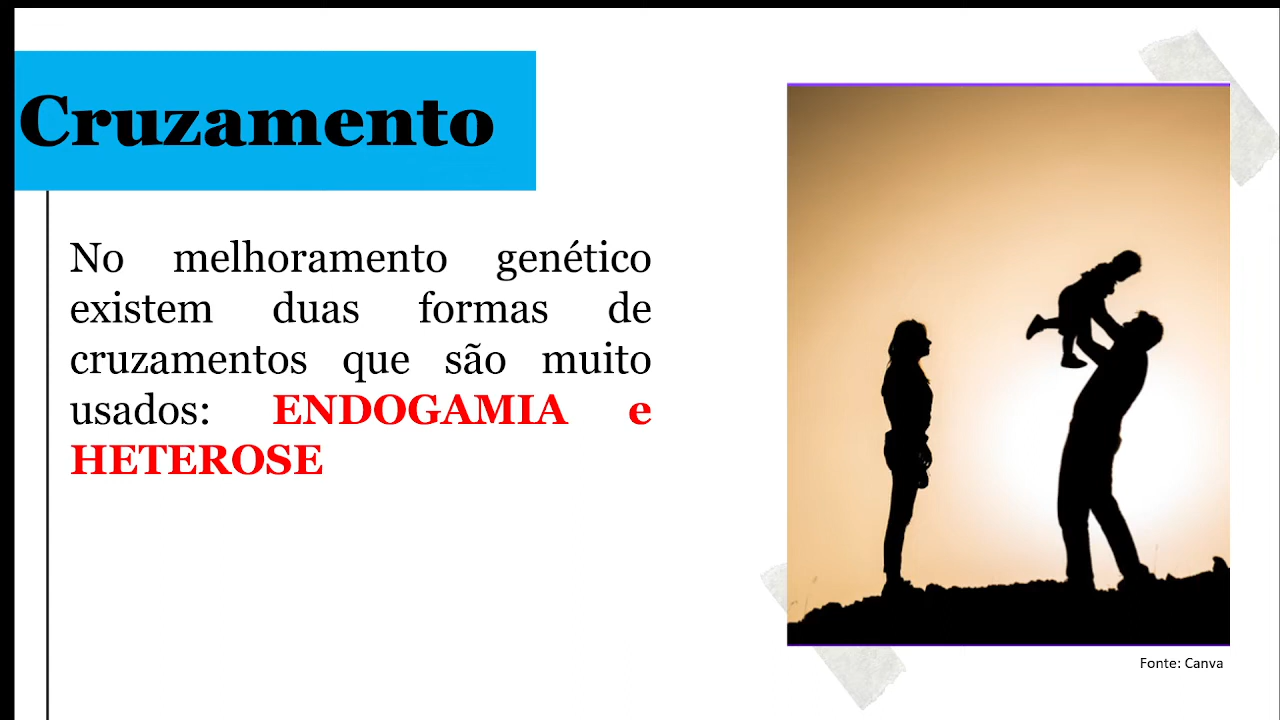 Cruzamento
No melhoramento genético
existem duas formas de
cruzamentos que são muito
usados: ENDOGAMIA e
HETEROSE
Fonte: Canva